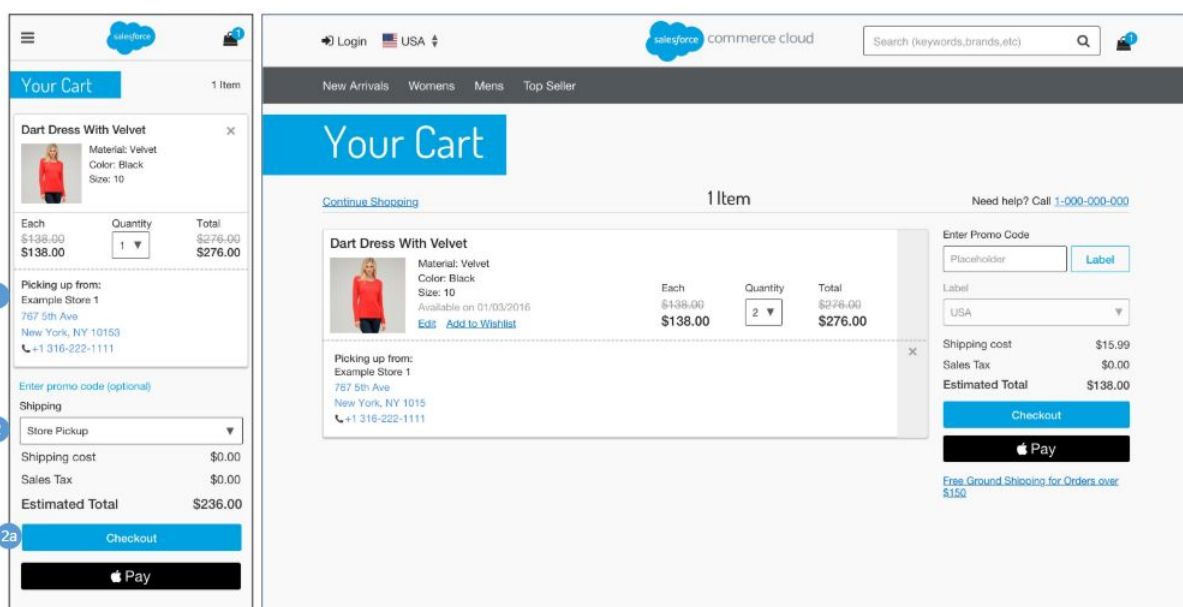 salesforce
1
Your Cart
1 Item
Dart Dress With Velvet
×
Material: Velvet
Color: Black
Size: 10
Each Quantity Total
$138.00 $276.00
$138.00 1 ▼ $276.00
Picking up from:
Example Store 1
767 5th Ave
New York, NY 10153
+1 316-222-1111
Enter promo code (optional)
Shipping
Store Pickup ▼
Shipping cost $0.00
Sales Tax $0.00
Estimated Total $236.00
2a
Checkout
Pay
Login USA
salesforce commerce cloud
Search (keywords,brands,etc)
1
New Arrivals Womens Mens Top Seller
Your Cart
Continue Shopping
1 Item
Need help? Call 1-000-000-000
Dart Dress With Velvet
Material: Velvet
Color: Black
Size: 10
Available on 01/03/2016
Edit Add to Wishlist
Each Quantity Total
$138.00 $276.00
$138.00 2 ▼ $276.00
Picking up from:
Example Store 1
767 5th Ave
New York, NY 1015
+1 316-222-1111
×
Enter Promo Code
Placeholder Label
Label
USA ▼
Shipping cost $15.99
Sales Tax $0.00
Estimated Total $138.00
Checkout
Pay
Free Ground Shipping for Orders over
$150